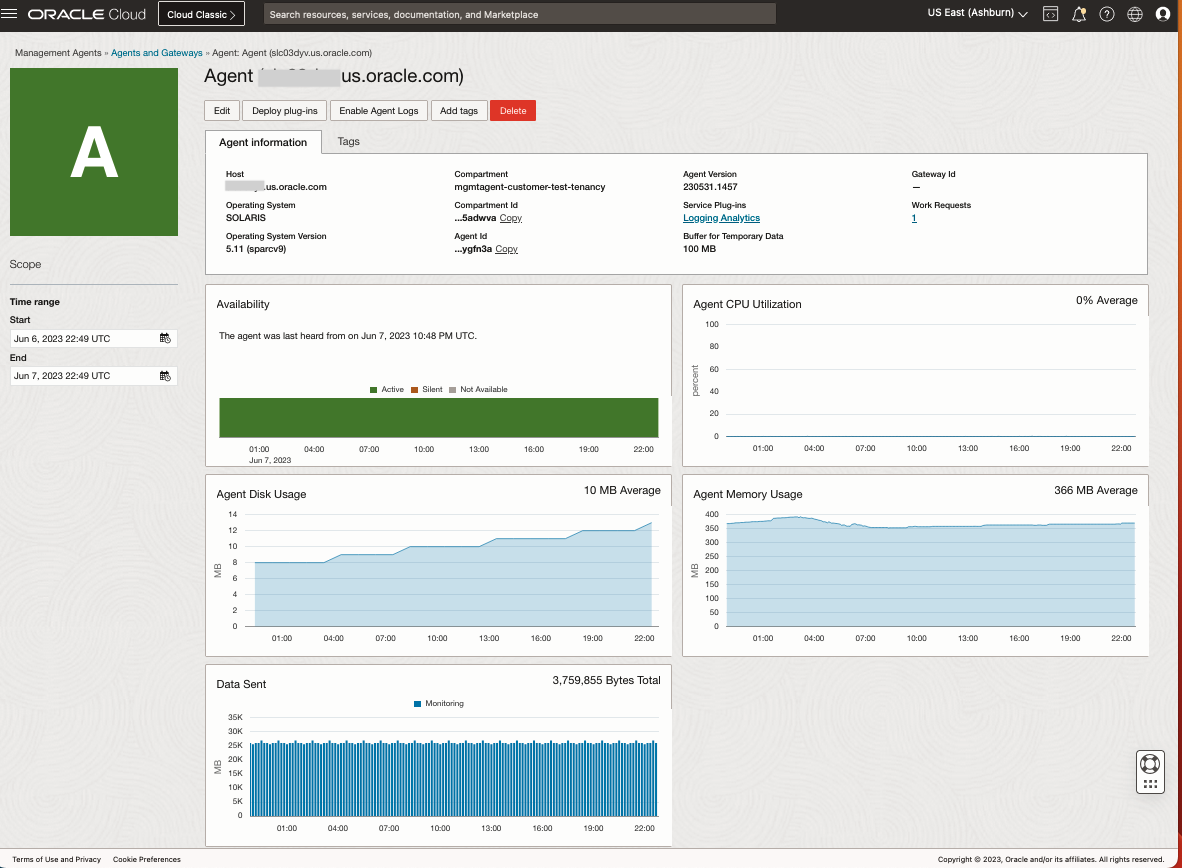 ORACLE Cloud
Cloud Classic >
Search resources, services, documentation, and Marketplace
US East (Ashburn)
Management Agents » Agents and Gateways » Agent: Agent (slc03dyv.us.oracle.com)
A
Agent us.oracle.com)
Edit
Deploy plug-ins
Enable Agent Logs
Add tags
Delete
Agent information
Tags
Host
.us.oracle.com
Operating System
SOLARIS
Operating System Version
5.11 (sparcv9)
Compartment
mgmtagent-customer-test-tenancy
Compartment Id
...5adwva Copy
Agent Id
...ygfn3a Copy
Agent Version
230531.1457
Service Plug-ins
Logging Analytics
Buffer for Temporary Data
100 MB
Gateway Id
—
Work Requests
1
Scope
Time range
Start
Jun 6, 2023 22:49 UTC
End
Jun 7, 2023 22:49 UTC
Availability
The agent was last heard from on Jun 7, 2023 10:48 PM UTC.
Active Silent Not Available
01:00 04:00 07:00 10:00 13:00 16:00 19:00 22:00
Jun 7, 2023
Agent CPU Utilization
0% Average
percent
100
80
60
40
20
0
01:00 04:00 07:00 10:00 13:00 16:00 19:00 22:00
Agent Disk Usage
10 MB Average
MB
14
12
10
8
6
4
2
0
01:00 04:00 07:00 10:00 13:00 16:00 19:00 22:00
Agent Memory Usage
366 MB Average
MB
400
350
300
250
200
150
100
50
0
01:00 04:00 07:00 10:00 13:00 16:00 19:00 22:00
Data Sent
3,759,855 Bytes Total
Monitoring
MB
35K
30K
25K
20K
15K
10K
5K
0
01:00 04:00 07:00 10:00 13:00 16:00 19:00 22:00
Terms of Use and Privacy
Cookie Preferences
Copyright © 2023, Oracle and/or its affiliates. All rights reserved.